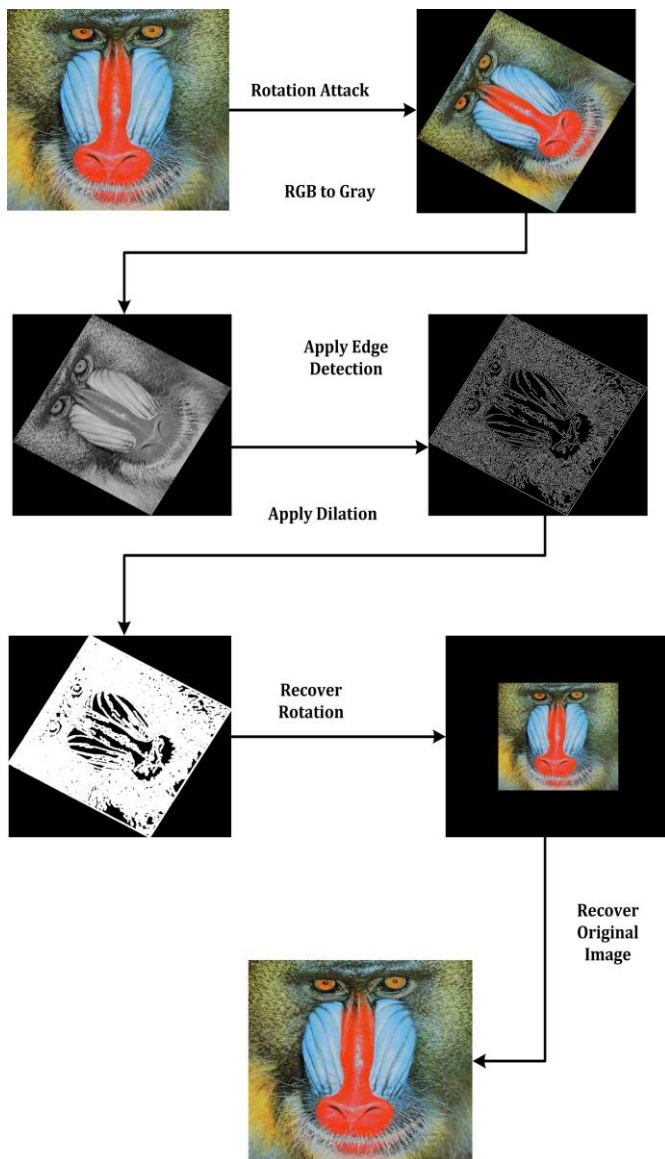 Rotation Attack
RGB to Gray
Apply Edge
Detection
Apply Dilation
Recover
Rotation
Recover
Original
Image